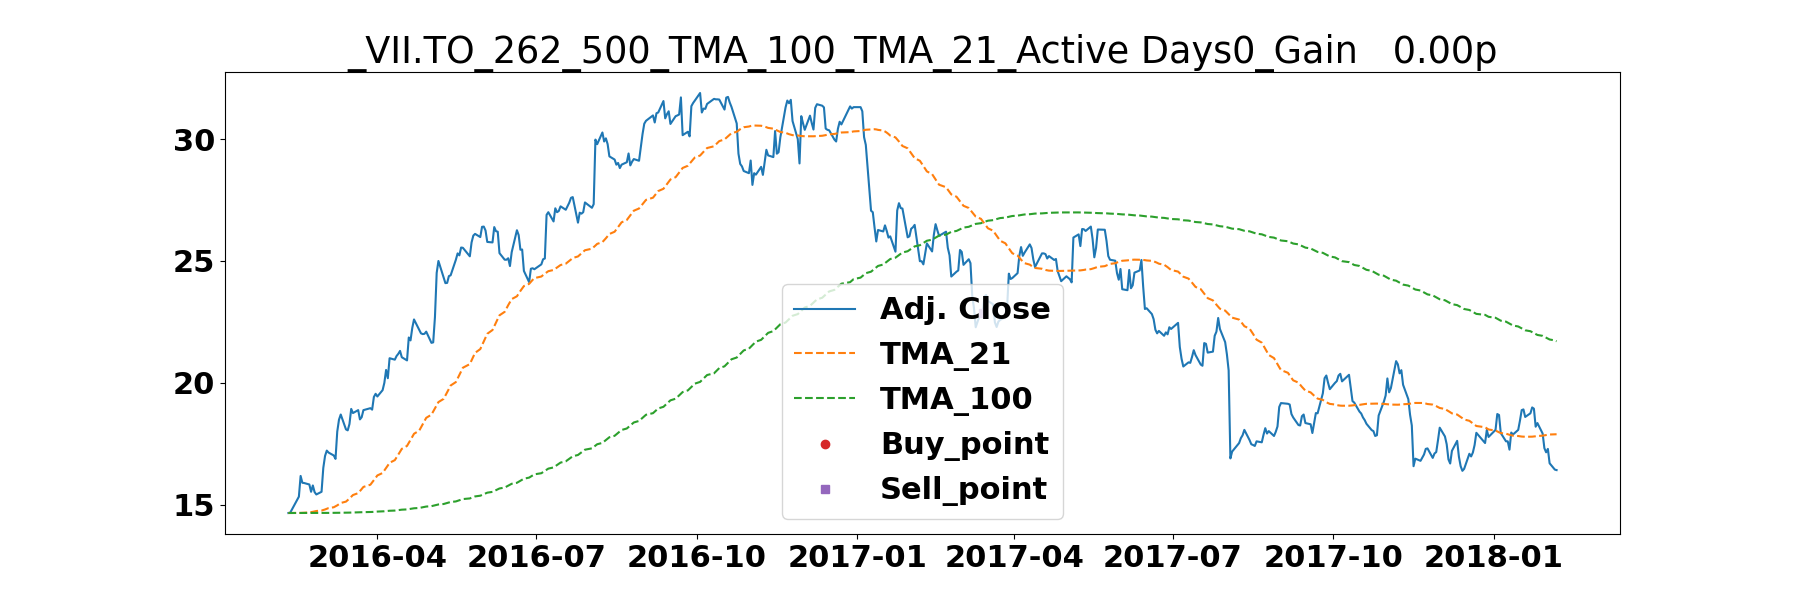 _VII.TO_262_500_TMA_100_TMA_21_Active Days0_Gain   0.00p
30
25
20
15
Adj. Close
TMA_21
TMA_100
Buy_point
Sell_point
2016-04 2016-07 2016-10 2017-01 2017-04 2017-07 2017-10 2018-01